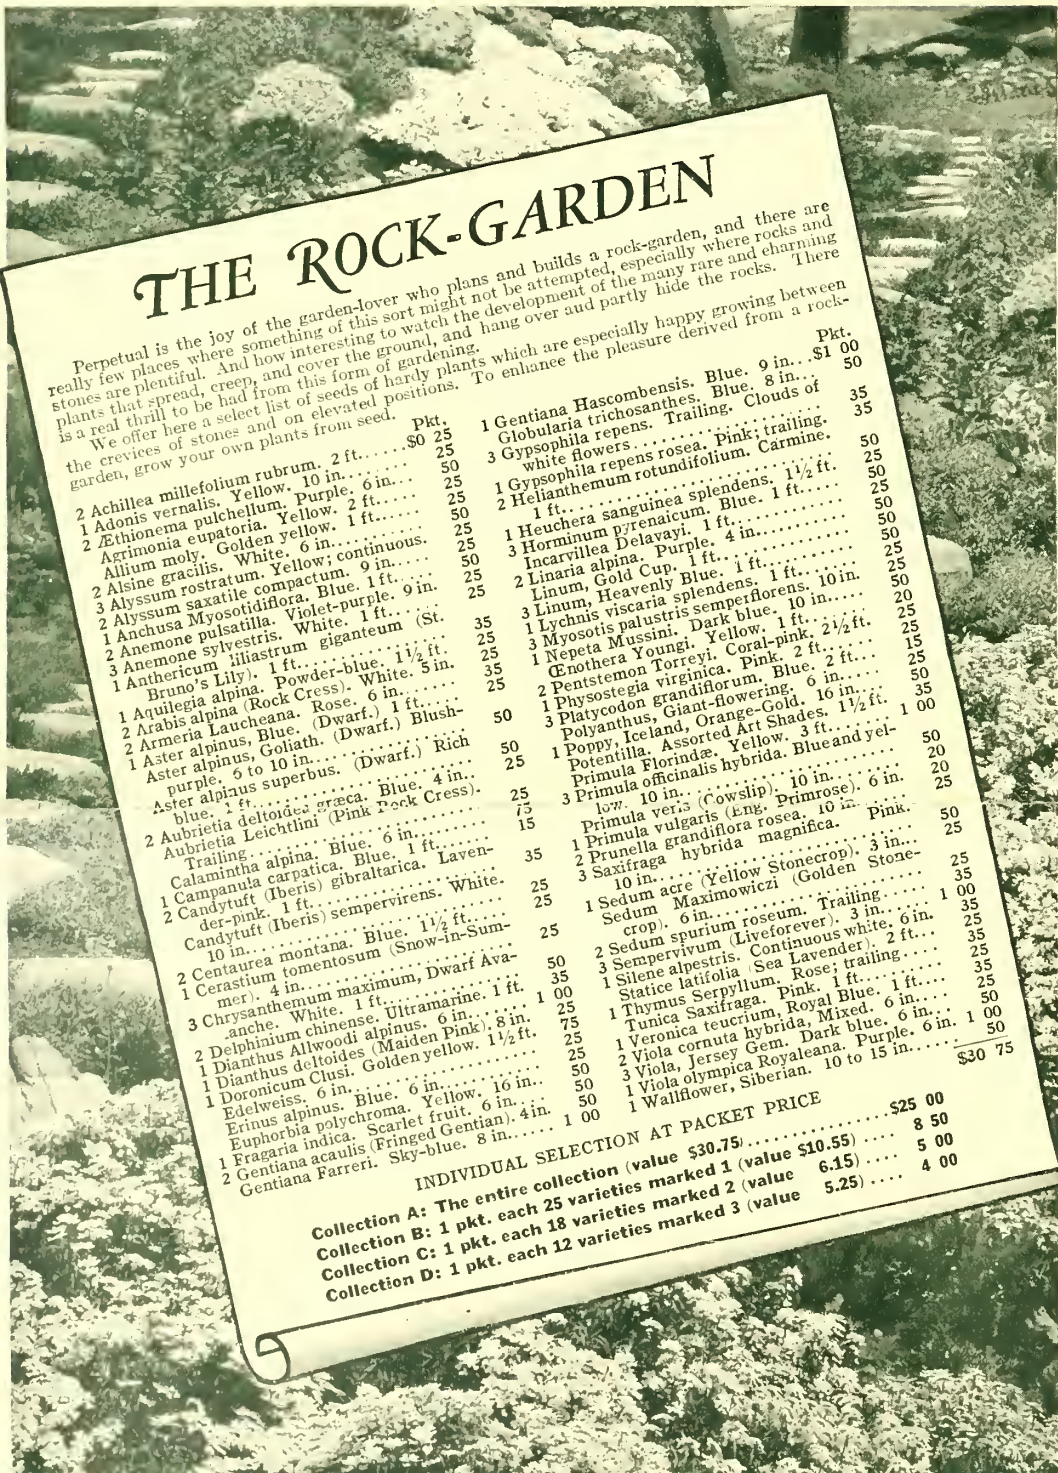 THE ROCK-GARDEN
Perpetual is the joy of the garden-lover who plans and builds a rock-garden, and there are
really few places where something of this sort might not be attempted, especially where rocks and
stones are plentiful. And how interesting to watch the development of the many rare and charming
plants that spread, creep, and cover the ground, and hang over and partly hide the rocks. There
is a real thrill to be had from this form of gardening.
We offer here a select list of seeds of hardy plants which are especially happy growing between
the crevices of stones and on elevated positions. To enhance the pleasure derived from a rock-
garden, grow your own plants from seed.
Pkt.
2 Achillea millefolium rubrum. 2 ft......$0 25
1 Adonis vernalis. Yellow. 10 in........ 25
2 Æthionema pulchellum. Purple. 6 in... 50
Agrimonia eupatoria. Yellow. 2 ft..... 25
Allium moly. Golden yellow. 1 ft...... 25
2 Alsine gracilis. White. 6 in........... 50
3 Alyssum rostratum. Yellow; continuous. 25
2 Alyssum saxatile compactum. 9 in..... 25
1 Anchusa Myosotidiflora. Blue. 1 ft.... 50
2 Anemone pulsatilla. Violet-purple. 9 in. 25
3 Anemone sylvestris. White. 1 ft...... 25
1 Anthericum liliastrum giganteum (St.
Bruno's Lily). 1 ft................. 35
1 Aquilegia alpina. Powder-blue. 1½ ft. 25
2 Arabis alpina (Rock Cress). White. 5 in. 25
2 Armeria Laucheana. Rose. 6 in....... 35
1 Aster alpinus, Blue. (Dwarf.) 1 ft.... 25
Aster alpinus, Goliath. (Dwarf.) Blush-
purple. 6 to 10 in................. 50
Aster alpinus superbus. (Dwarf.) Rich
blue. 1 ft........................ 50
2 Aubrietia deltoidea græca. Blue. 4 in.. 25
Aubrietia Leichtlini (Pink Rock Cress).
Trailing......................... 25
Calamintha alpina. Blue. 6 in........ 75
1 Campanula carpatica. Blue. 1 ft...... 15
2 Candytuft (Iberis) gibraltarica. Laven-
der-pink. 1 ft..................... 35
Candytuft (Iberis) sempervirens. White.
10 in............................ 25
2 Centaurea montana. Blue. 1½ ft..... 25
1 Cerastium tomentosum (Snow-in-Sum-
mer). 4 in....................... 25
3 Chrysanthemum maximum, Dwarf Ava-
anche. White. 1 ft................ 50
2 Delphinium chinense. Ultramarine. 1 ft. 35
1 Dianthus Allwoodi alpinus. 6 in...... 1 00
1 Dianthus deltoides (Maiden Pink). 8 in. 25
1 Doronicum Clusi. Golden yellow. 1½ ft. 75
Edelweiss. 6 in.................... 25
Erinus alpinus. Blue. 6 in........... 25
Euphorbia polychroma. Yellow. 16 in.. 50
1 Fragaria indica. Scarlet fruit. 6 in.... 50
2 Gentiana acaulis (Fringed Gentian). 4 in. 50
Gentiana Farreri. Sky-blue. 8 in...... 1 00
Pkt.
1 Gentiana Hascombensis. Blue. 9 in...$1 00
Globularia trichosanthes. Blue. 8 in... 50
3 Gypsophila repens. Trailing. Clouds of
white flowers..................... 35
1 Gypsophila repens rosea. Pink; trailing. 35
2 Helianthemum rotundifolium. Carmine.
1 ft............................. 50
1 Heuchera sanguinea splendens. 1½ ft. 25
3 Horminum pyrenaicum. Blue. 1 ft.... 50
Incarvillea Delavayi. 1 ft........... 25
2 Linaria alpina. Purple. 4 in......... 50
Linum, Gold Cup. 1 ft.............. 50
3 Linum, Heavenly Blue. 1 ft......... 50
1 Lychnis viscaria splendens. 1 ft...... 25
3 Myosotis palustris semperflorens. 10 in. 25
1 Nepeta Mussini. Dark blue. 10 in..... 50
Œnothera Youngi. Yellow. 1 ft....... 20
2 Pentstemon Torreyi. Coral-pink. 2½ ft. 25
1 Physostegia virginica. Pink. 2 ft...... 25
3 Platycodon grandiflorum. Blue. 2 ft... 15
Polyanthus, Giant-flowering. 6 in..... 25
1 Poppy, Iceland, Orange-Gold. 16 in.... 50
Potentilla. Assorted Art Shades. 1½ ft. 35
Primula Florindæ. Yellow. 3 ft....... 1 00
3 Primula officinalis hybrida. Blue and yel-
low. 10 in........................ 50
Primula veris (Cowslip). 10 in........ 20
1 Primula vulgaris (Eng. Primrose). 6 in. 20
2 Prunella grandiflora rosea. 10 in...... 25
3 Saxifraga hybrida magnifica. Pink.
10 in............................ 50
1 Sedum acre (Yellow Stonecrop). 3 in... 25
Sedum Maximowiczi (Golden Stone-
crop). 6 in....................... 25
2 Sedum spurium roseum. Trailing..... 35
3 Sempervivum (Liveforever). 3 in...... 1 00
1 Silene alpestris. Continuous white. 6 in. 35
Statice latifolia (Sea Lavender). 2 ft... 25
1 Thymus Serpyllum. Rose; trailing.... 35
Tunica Saxifraga. Pink. 1 ft.......... 25
1 Veronica teucrium, Royal Blue. 1 ft.... 35
2 Viola cornuta hybrida, Mixed. 6 in.... 25
3 Viola, Jersey Gem. Dark blue. 6 in.... 50
1 Viola olympica Royaleana. Purple. 6 in. 1 00
1 Wallflower, Siberian. 10 to 15 in...... 50
$30 75
INDIVIDUAL SELECTION AT PACKET PRICE
Collection A: The entire collection (value $30.75)..................$25 00
Collection B: 1 pkt. each 25 varieties marked 1 (value $10.55).... 8 50
Collection C: 1 pkt. each 18 varieties marked 2 (value 6.15).... 5 00
Collection D: 1 pkt. each 12 varieties marked 3 (value 5.25).... 4 00